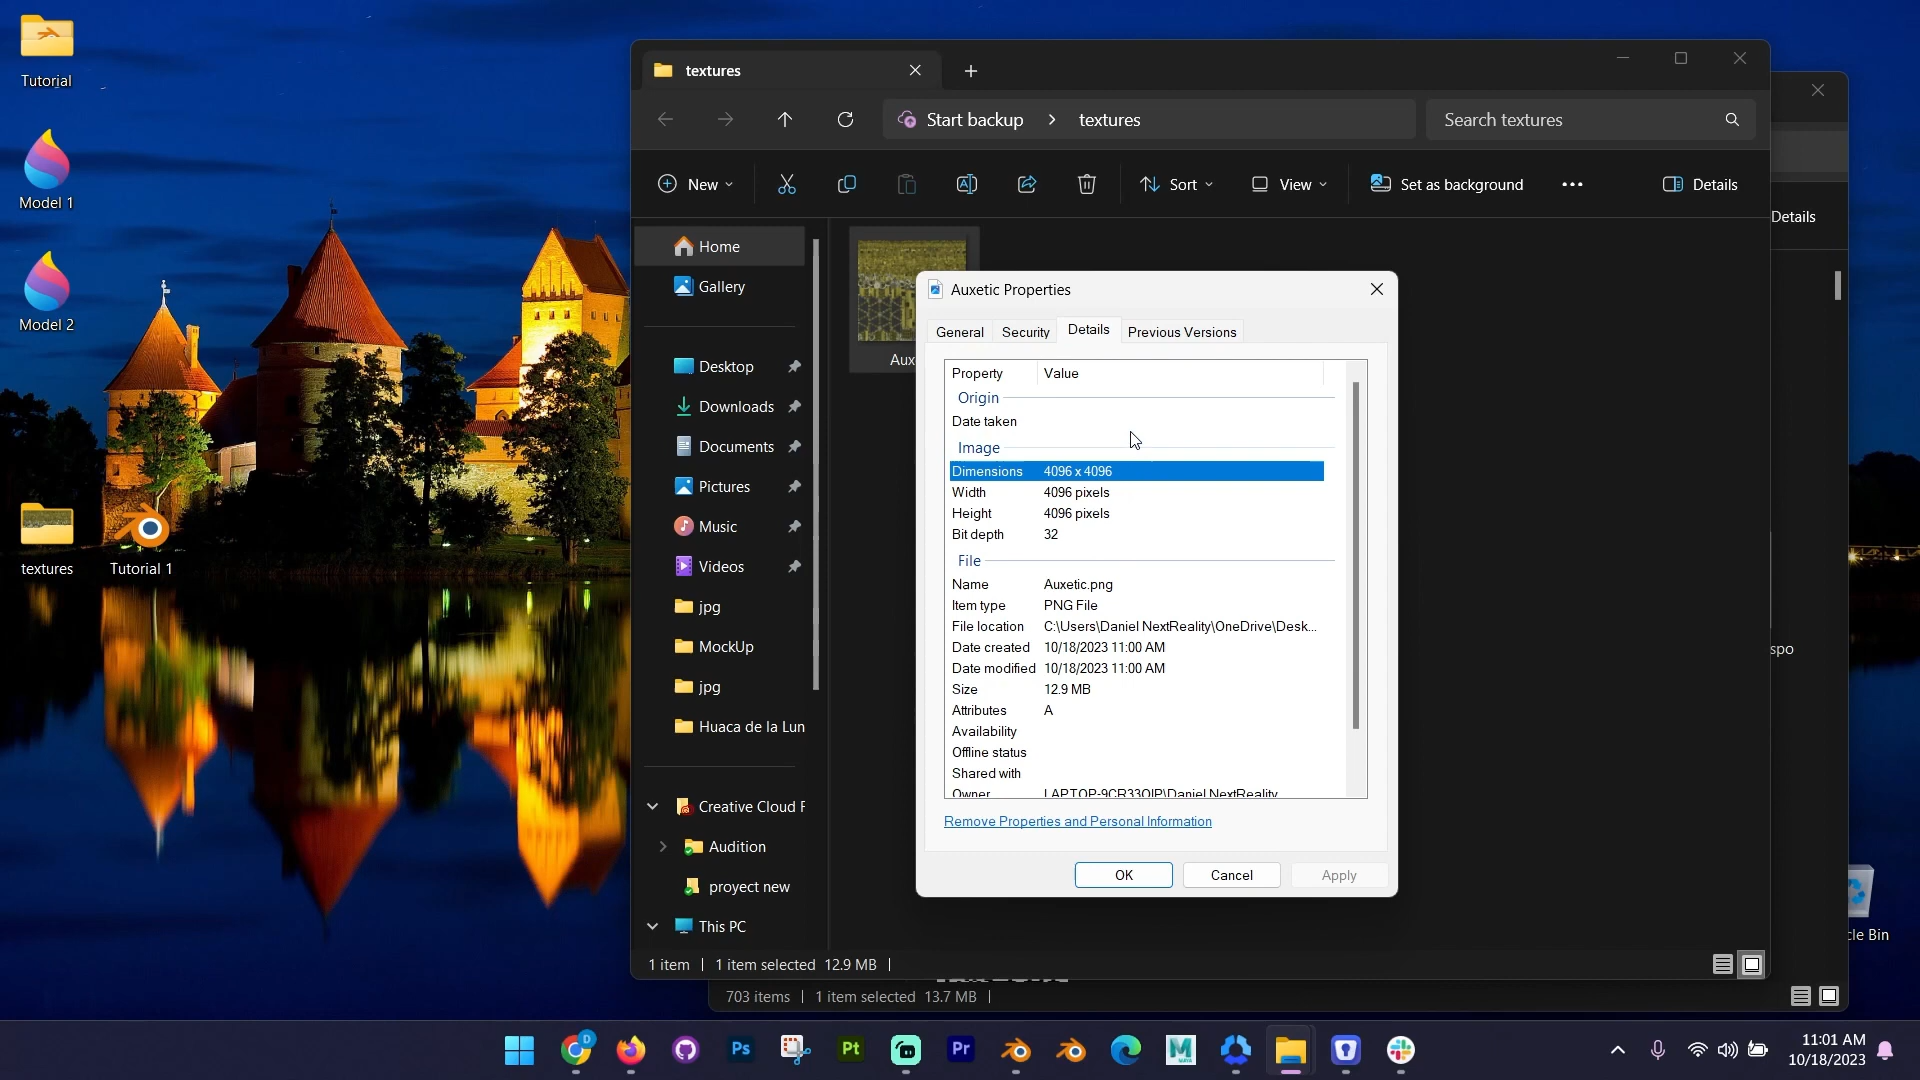 Tutorial
Model 1
Model 2
textures
Tutorial 1
textures
Start backup
textures
Search textures
New
Sort
View
Set as background
Details
Details
Home
Gallery
Desktop
Downloads
Documents
Pictures
Music
Videos
jpg
MockUp
jpg
Huaca de la Lun
Creative Cloud F
Audition
proyect new
This PC
Aux
Auxetic Properties
General
Security
Details
Previous Versions
Property Value
Origin
Date taken
Image
Dimensions 4096 x 4096
Width 4096 pixels
Height 4096 pixels
Bit depth 32
File
Name Auxetic.png
Item type PNG File
File location C:\Users\Daniel NextReality\OneDrive\Desk...
Date created 10/18/2023 11:00 AM
Date modified 10/18/2023 11:00 AM
Size 12.9 MB
Attributes A
Availability
Offline status
Shared with
Owner LAPTOP-9CR33OIP\Daniel NextReality
Remove Properties and Personal Information
OK
Cancel
Apply
spo
cle Bin
1 item
1 item selected 12.9 MB
703 items
1 item selected 13.7 MB
D
Ps
Pt
Pr
M
11:01 AM
10/18/2023